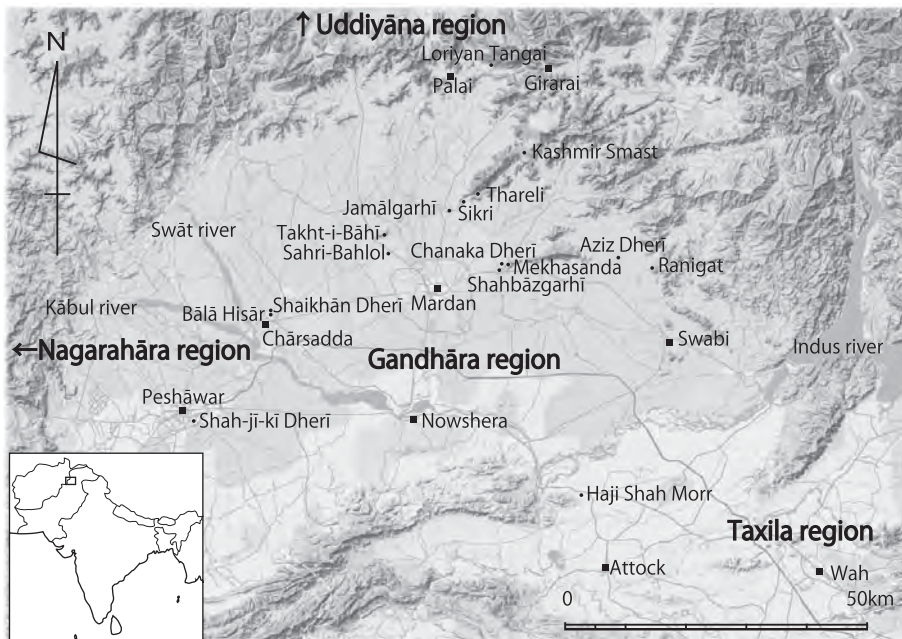 ↑ Uddiyāna region
N
Loriyan Tangai
Palai
Girarai
Kashmir Smast
Thareli
Jamālgarhī
Sikri
Swāt river
Takht-i-Bāhī
Sahri-Bahlol
Chanaka Dherī
Aziz Dherī
Mekhasanda
Ranigat
Shahbāzgarhī
Kābul river
Bālā Hisār
Shaikhān Dherī
Mardan
Chārsadda
←Nagarahāra region
Gandhāra region
Swabi
Indus river
Peshāwar
Shah-jī-kī Dherī
Nowshera
Haji Shah Morr
Taxila region
Attock
Wah
0 50km